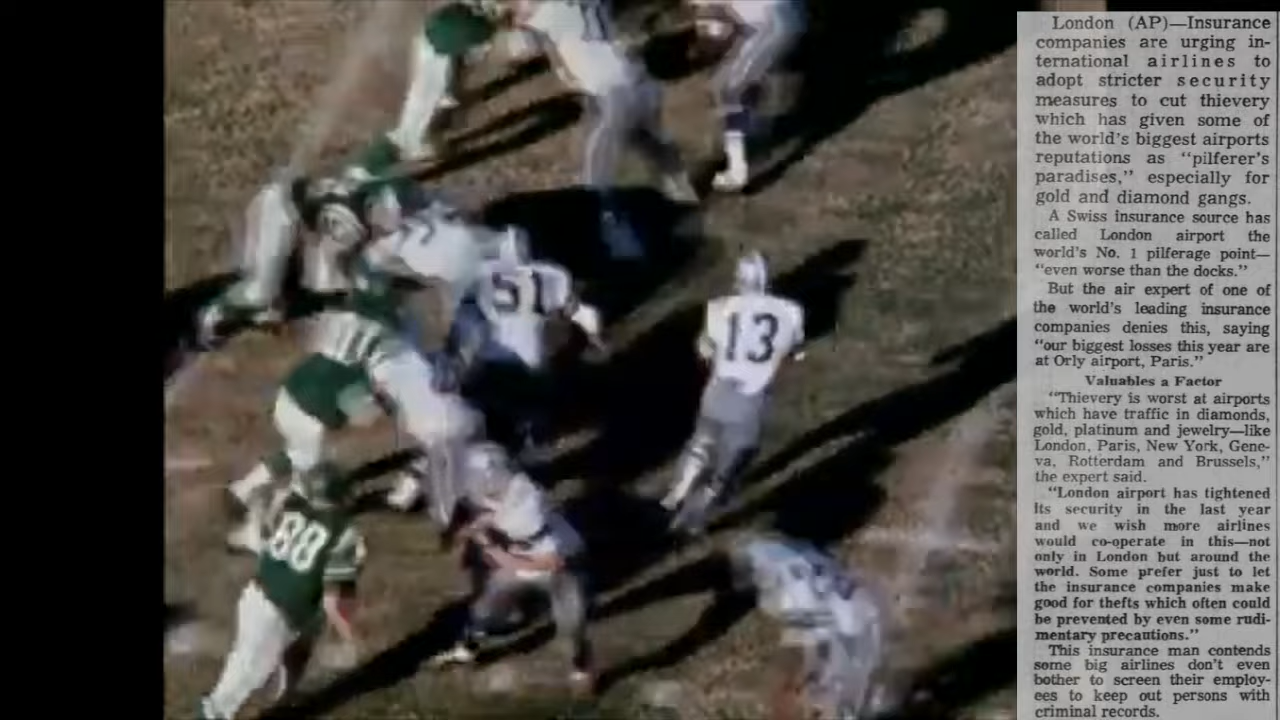 London (AP)—Insurance
companies are urging in-
ternational airlines to
adopt stricter security
measures to cut thievery
which has given some of
the world's biggest airports
reputations as "pilferer's
paradises," especially for
gold and diamond gangs.
A Swiss insurance source has
called London airport the
world's No. 1 pilferage point—
"even worse than the docks."
But the air expert of one of
the world's leading insurance
companies denies this, saying
"our biggest losses this year are
at Orly airport, Paris."
Valuables a Factor
"Thievery is worst at airports
which have traffic in diamonds,
gold, platinum and jewelry—like
London, Paris, New York, Gene-
va, Rotterdam and Brussels,"
the expert said.
"London airport has tightened
its security in the last year
and we wish more airlines
would co-operate in this—not
only in London but around the
world. Some prefer just to let
the insurance companies make
good for thefts which often could
be prevented by even some rudi-
mentary precautions."
This insurance man contends
some big airlines don't even
bother to screen their employ-
ees to keep out persons with
criminal records.
51
13
88